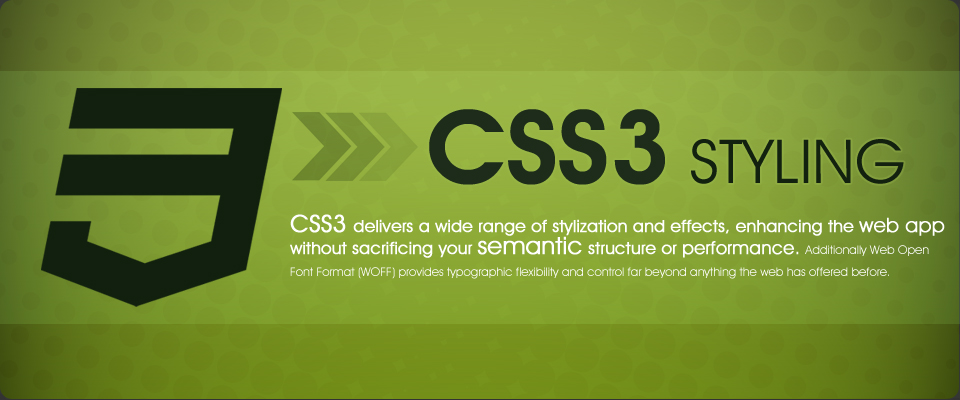 CSS3 STYLING
CSS3 delivers a wide range of stylization and effects, enhancing the web app
without sacrificing your semantic structure or performance. Additionally Web Open
Font Format (WOFF) provides typographic flexibility and control far beyond anything the web has offered before.